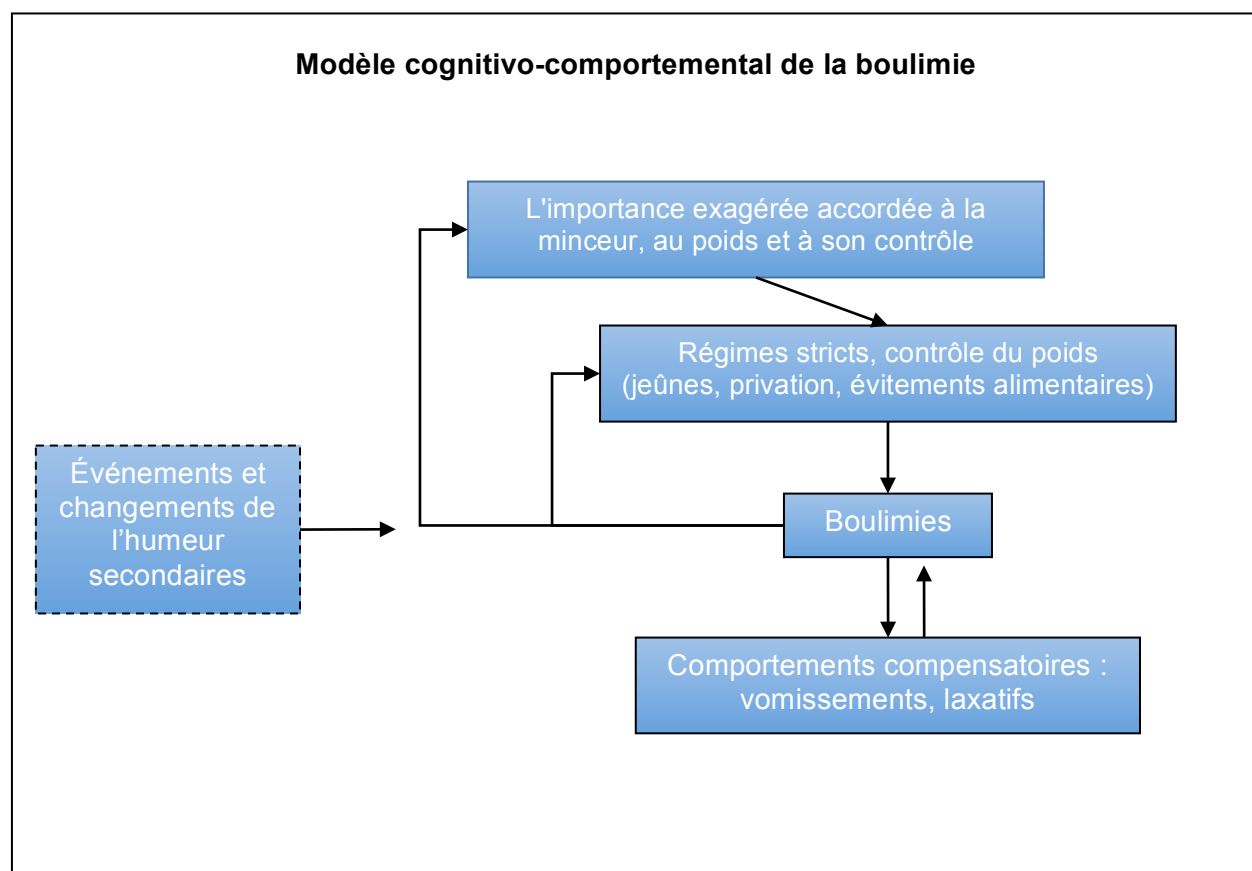 Modèle cognitivo-comportemental de la boulimie
L'importance exagérée accordée à la
minceur, au poids et à son contrôle
Régimes stricts, contrôle du poids
(jeûnes, privation, évitements alimentaires)
Événements et
changements de
l’humeur
secondaires
Boulimies
Comportements compensatoires :
vomissements, laxatifs